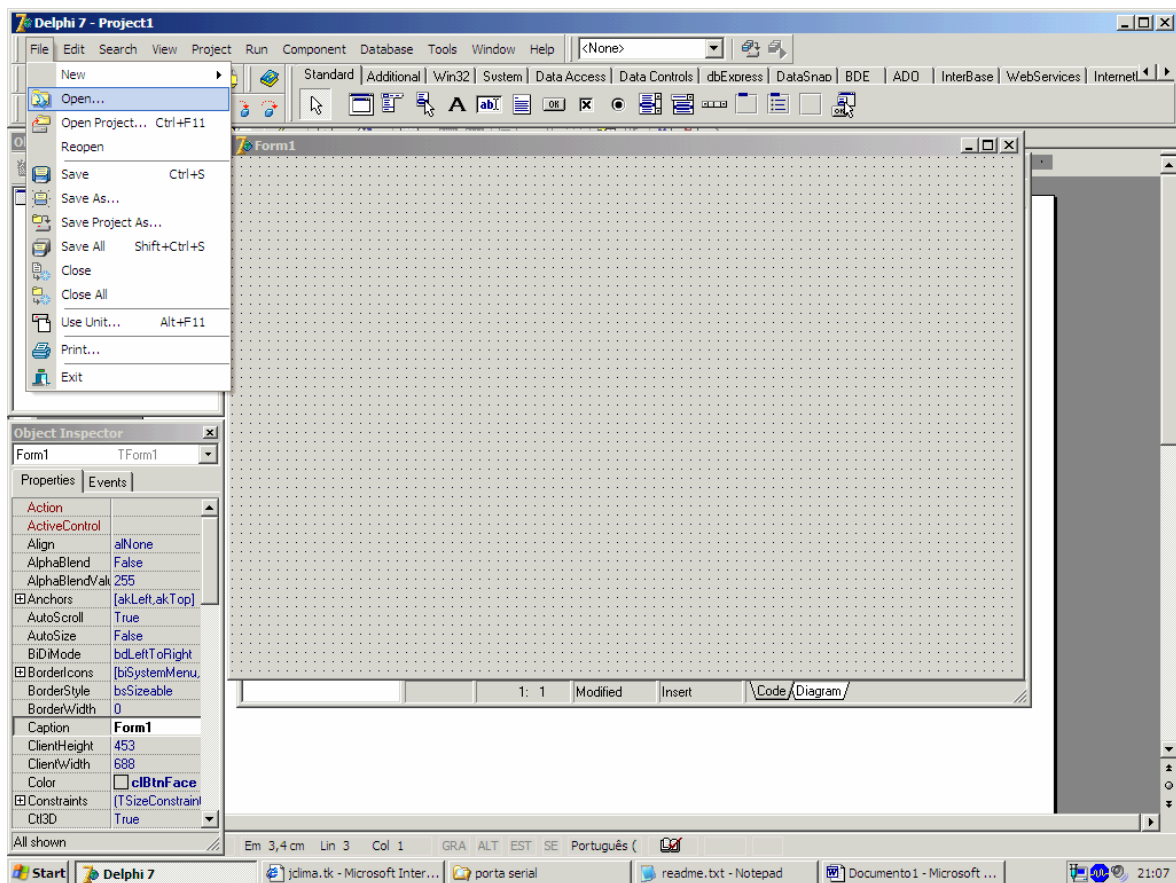 Delphi 7 - Project1
File Edit Search View Project Run Component Database Tools Window Help <None>
Standard Additional Win32 System Data Access Data Controls dbExpress DataSnap BDE ADO InterBase WebServices Internet
New
Open...
Open Project... Ctrl+F11
Reopen
Save Ctrl+S
Save As...
Save Project As...
Save All Shift+Ctrl+S
Close
Close All
Use Unit... Alt+F11
Print...
Exit
Form1
Object Inspector
Form1 TForm1
Properties Events
Action
ActiveControl
Align alNone
AlphaBlend False
AlphaBlendValu 255
Anchors [akLeft,akTop]
AutoScroll True
AutoSize False
BiDiMode bdLeftToRight
BorderIcons [biSystemMenu,
BorderStyle bsSizeable
BorderWidth 0
Caption Form1
ClientHeight 453
ClientWidth 688
Color clBtnFace
Constraints (TSizeConstraint
Ctl3D True
All shown
1: 1 Modified Insert Code Diagram
Em 3,4 cm Lin 3 Col 1 GRA ALT EST SE Português (
Start Delphi 7 jclima.tk - Microsoft Inter... porta serial readme.txt - Notepad Documento1 - Microsoft ... 21:07